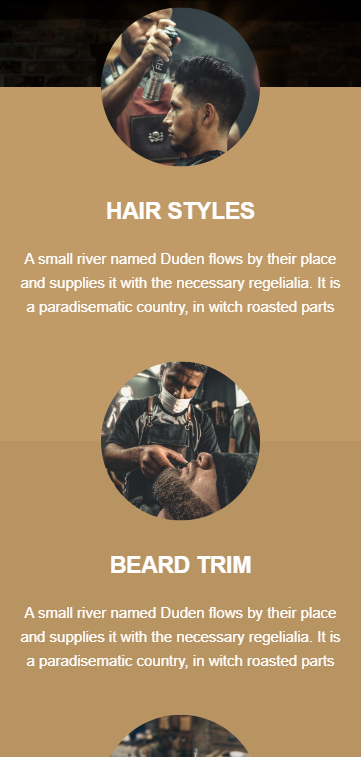 HAIR STYLES
A small river named Duden flows by their place
and supplies it with the necessary regelialia. It is
a paradisematic country, in witch roasted parts
BEARD TRIM
A small river named Duden flows by their place
and supplies it with the necessary regelialia. It is
a paradisematic country, in witch roasted parts